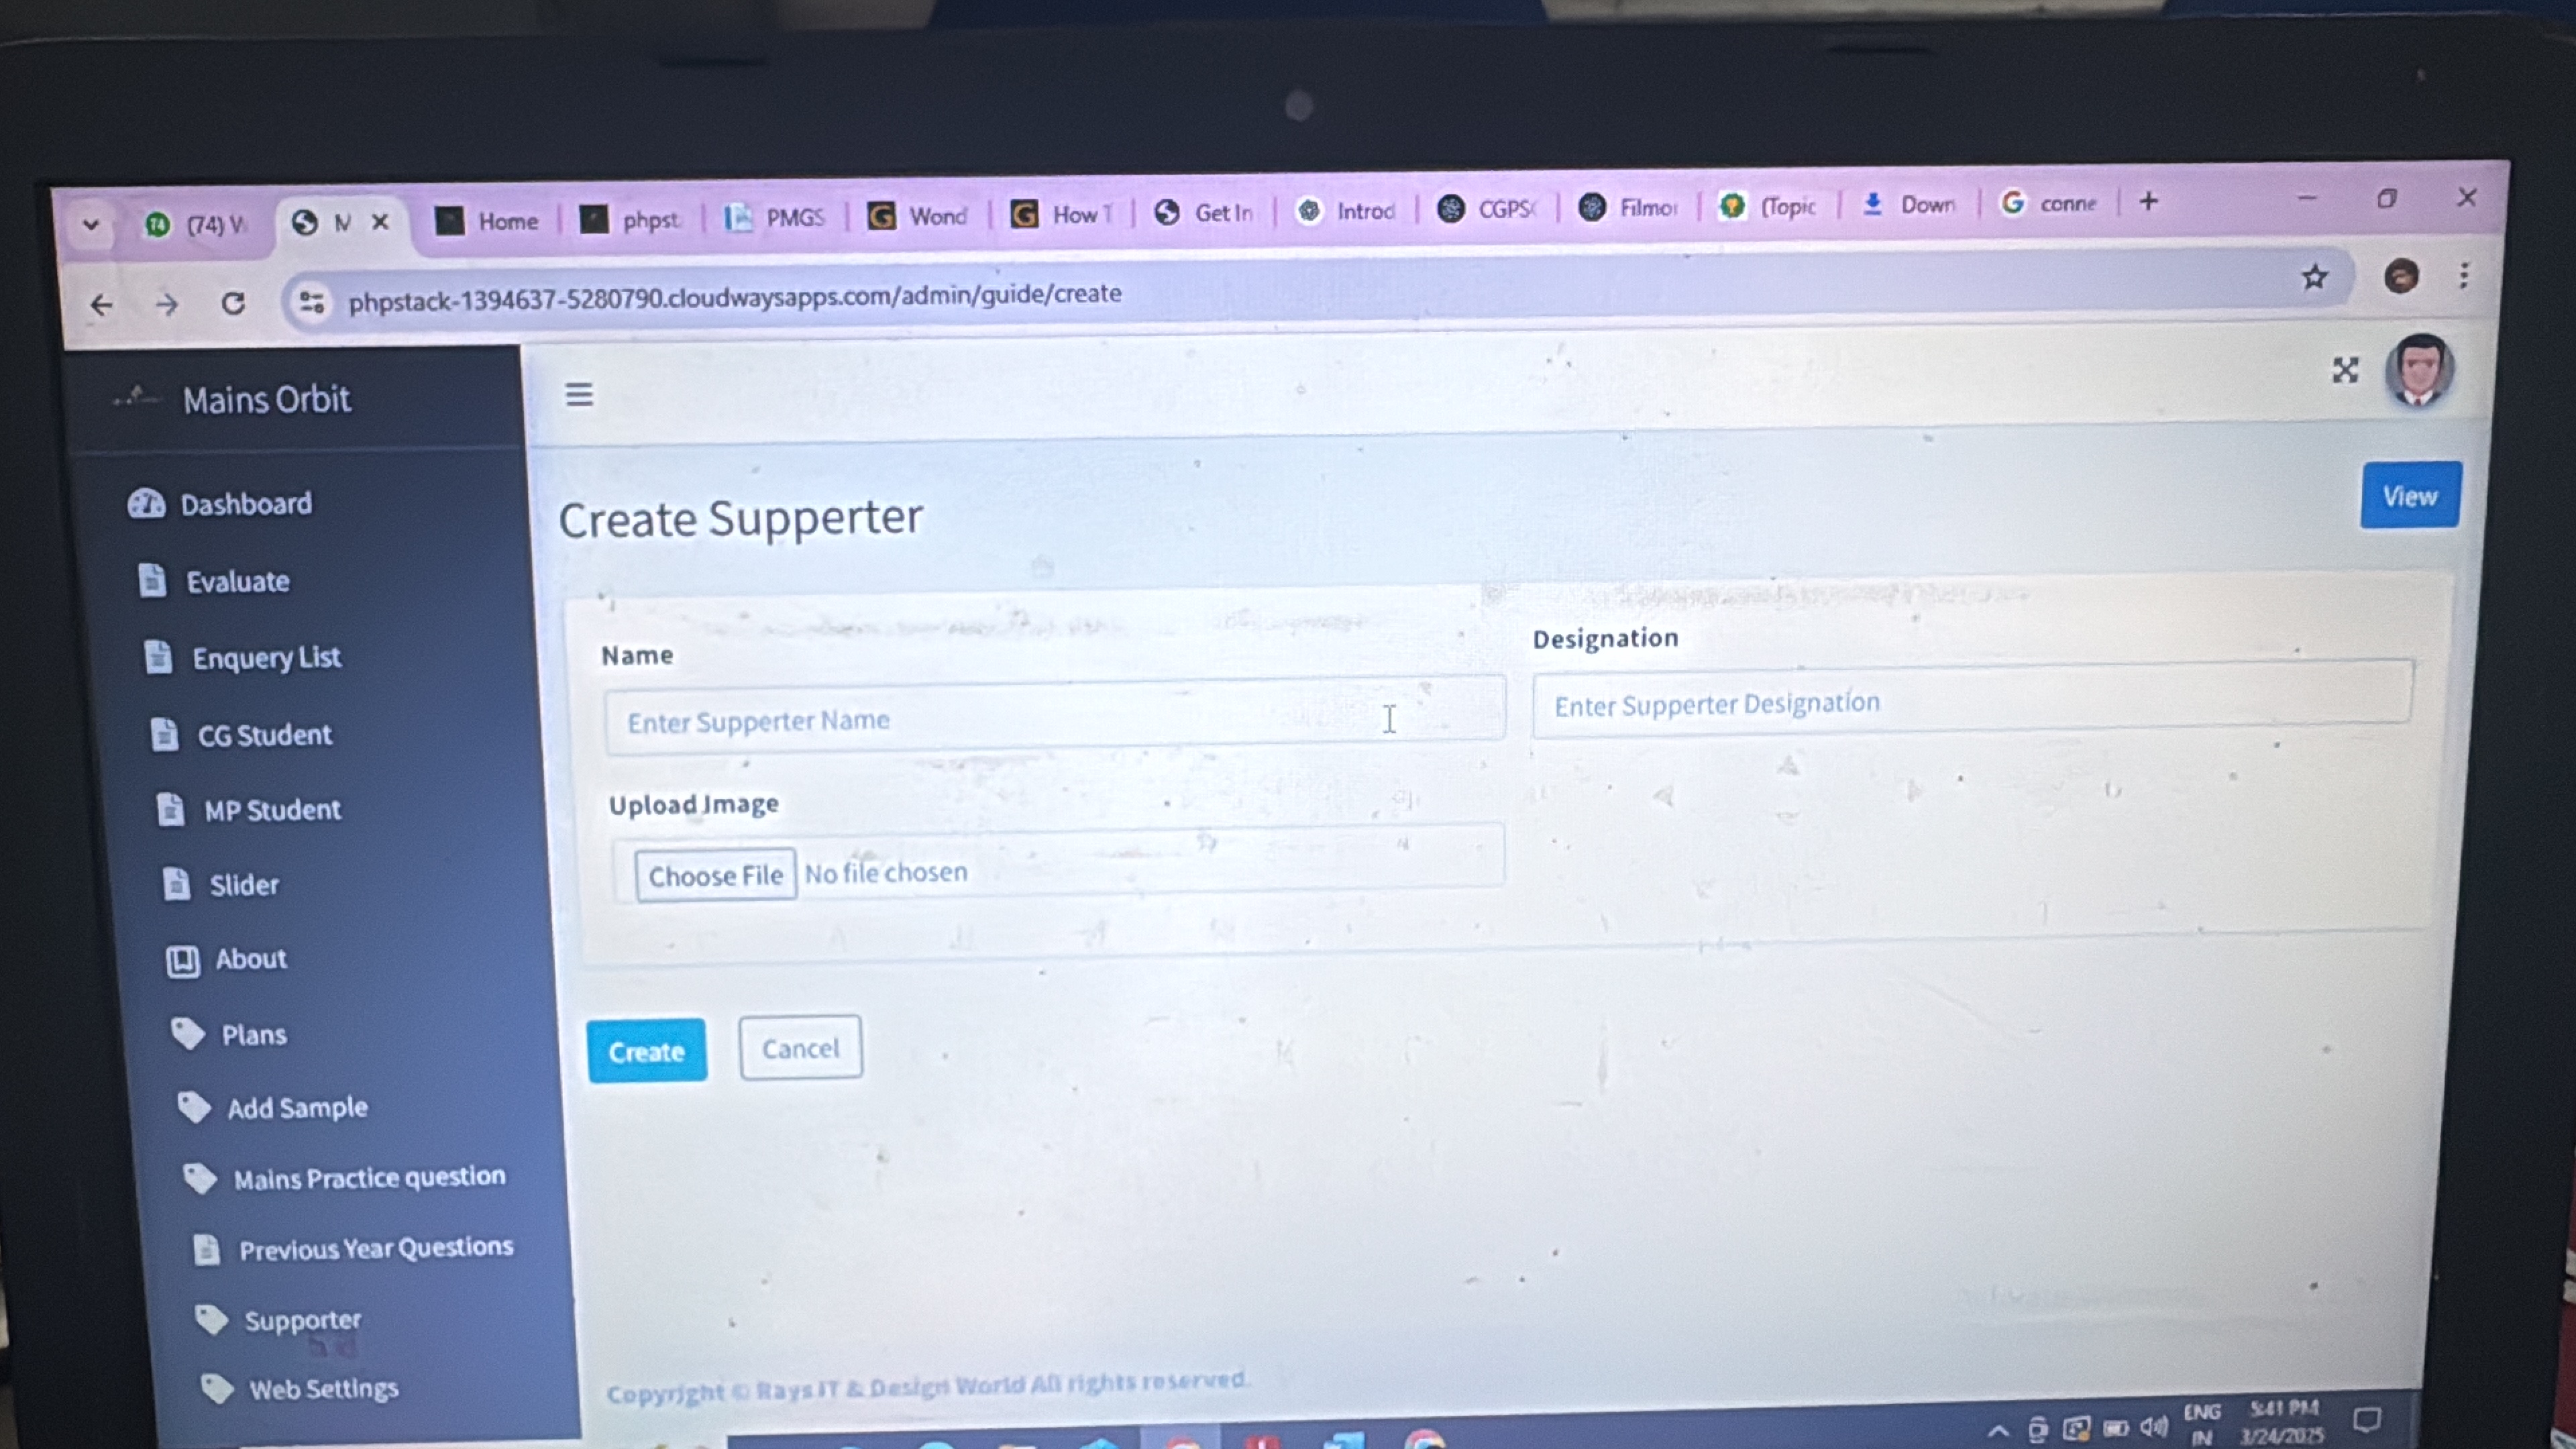 (74) V
M
Home
phpst
PMGS
Wond
How T
Get In
Introd
CGPSC
Filmor
(Topic
Down
conne
phpstack-1394637-5280790.cloudwaysapps.com/admin/guide/create
Mains Orbit
Dashboard
Evaluate
Enquery List
CG Student
MP Student
Slider
About
Plans
Add Sample
Mains Practice question
Previous Year Questions
Supporter
Web Settings
Create Supperter
View
Name
Enter Supperter Name
Designation
Enter Supperter Designation
Upload Image
Choose File No file chosen
Create
Cancel
Copyright © Rays IT & Design World All rights reserved.
ENG
IN
5:41 PM
3/24/2025